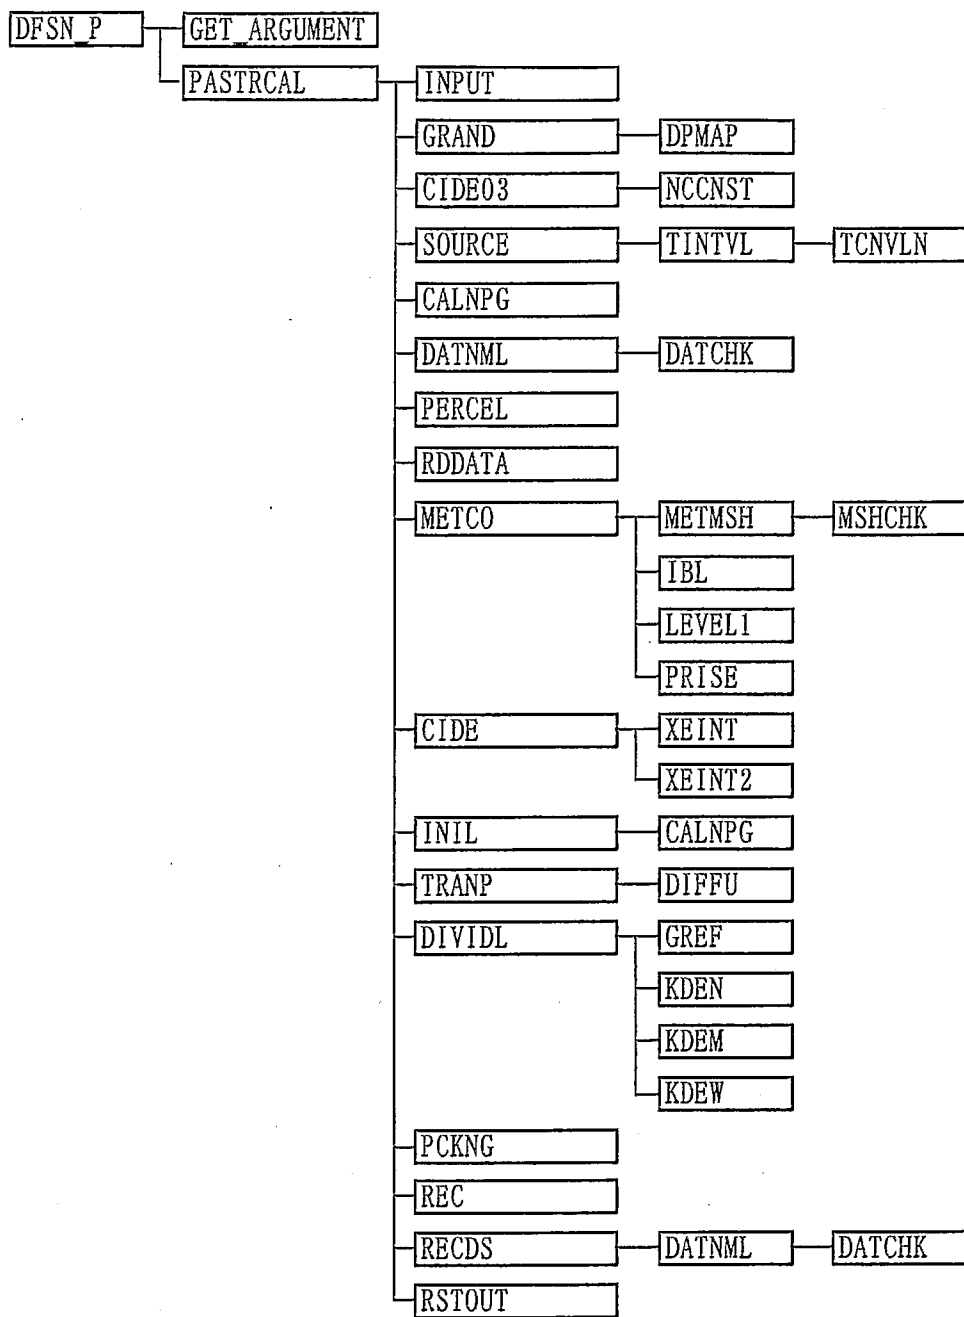 DFSN_P GET_ARGUMENT
PASTRCAL INPUT
GRAND DPMAP
CIDE03 NCCNST
SOURCE TINTVL TCNVLN
CALNPG
DATNML DATCHK
PERCEL
RDDATA
METCO METMSH MSHCHK
IBL
LEVEL1
PRISE
CIDE XEINT
XEINT2
INIL CALNPG
TRANP DIFFU
DIVIDL GREF
KDEN
KDEM
KDEW
PCKNG
REC
RECDS DATNML DATCHK
RSTOUT